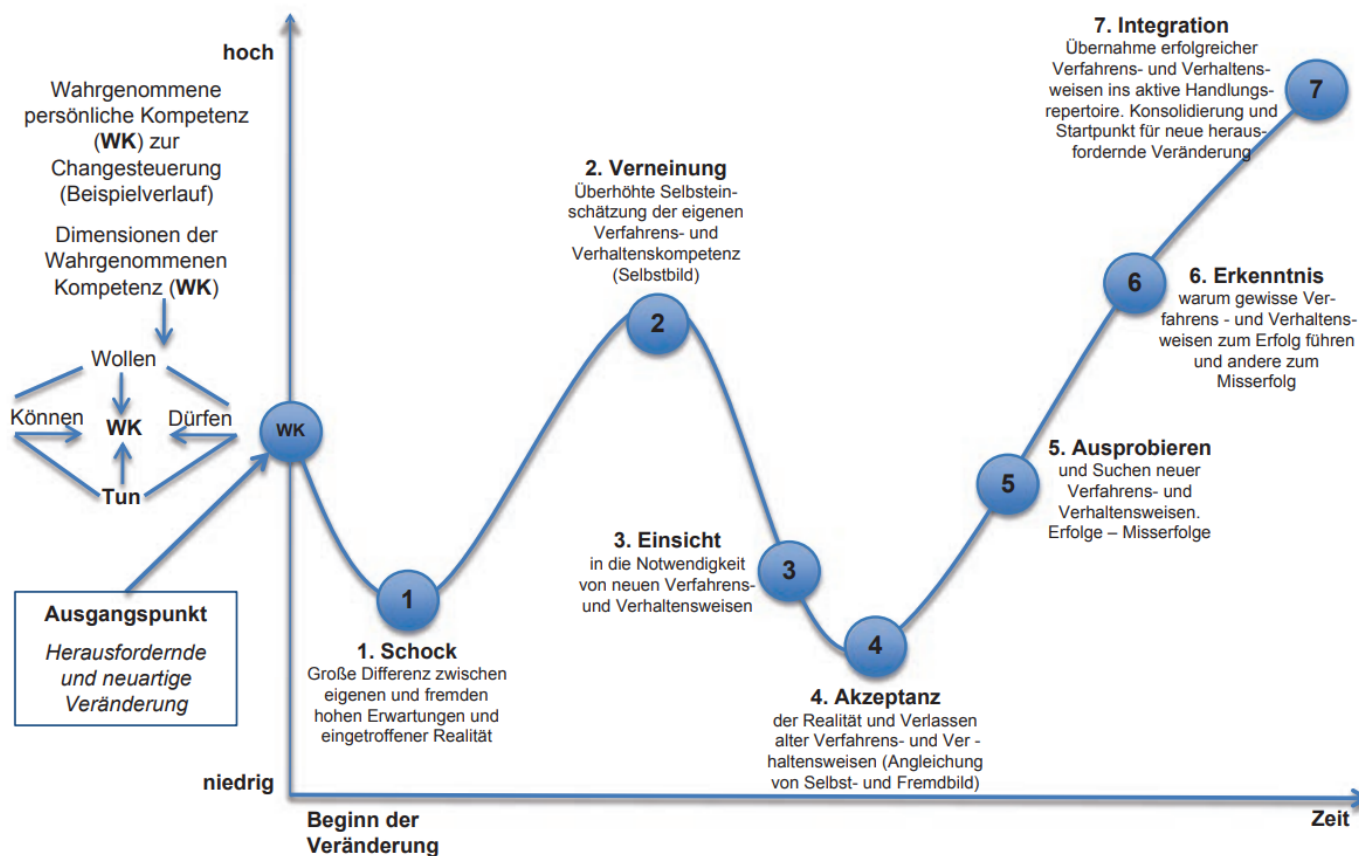 hoch
Wahrgenommene
persönliche Kompetenz
(WK) zur
Changesteuerung
(Beispielverlauf)
Dimensionen der
Wahrgenommenen
Kompetenz (WK)
Wollen
Können
WK
Dürfen
Tun
WK
Ausgangspunkt
Herausfordernde
und neuartige
Veränderung
niedrig
1
1. Schock
Große Differenz zwischen
eigenen und fremden
hohen Erwartungen und
eingetroffener Realität
2. Verneinung
Überhöhte Selbstein-
schätzung der eigenen
Verfahrens- und
Verhaltenskompetenz
(Selbstbild)
2
3. Einsicht
in die Notwendigkeit
von neuen Verfahrens-
und Verhaltensweisen
3
4
4. Akzeptanz
der Realität und Verlassen
alter Verfahrens- und Ver -
haltensweisen (Angleichung
von Selbst- und Fremdbild)
5
5. Ausprobieren
und Suchen neuer
Verfahrens- und
Verhaltensweisen.
Erfolge – Misserfolge
6
6. Erkenntnis
warum gewisse Ver-
fahrens - und Verhaltens-
weisen zum Erfolg führen
und andere zum
Misserfolg
7. Integration
Übernahme erfolgreicher
Verfahrens- und Verhaltens-
weisen ins aktive Handlungs-
repertoire. Konsolidierung und
Startpunkt für neue heraus-
fordernde Veränderung
7
Beginn der
Veränderung
Zeit